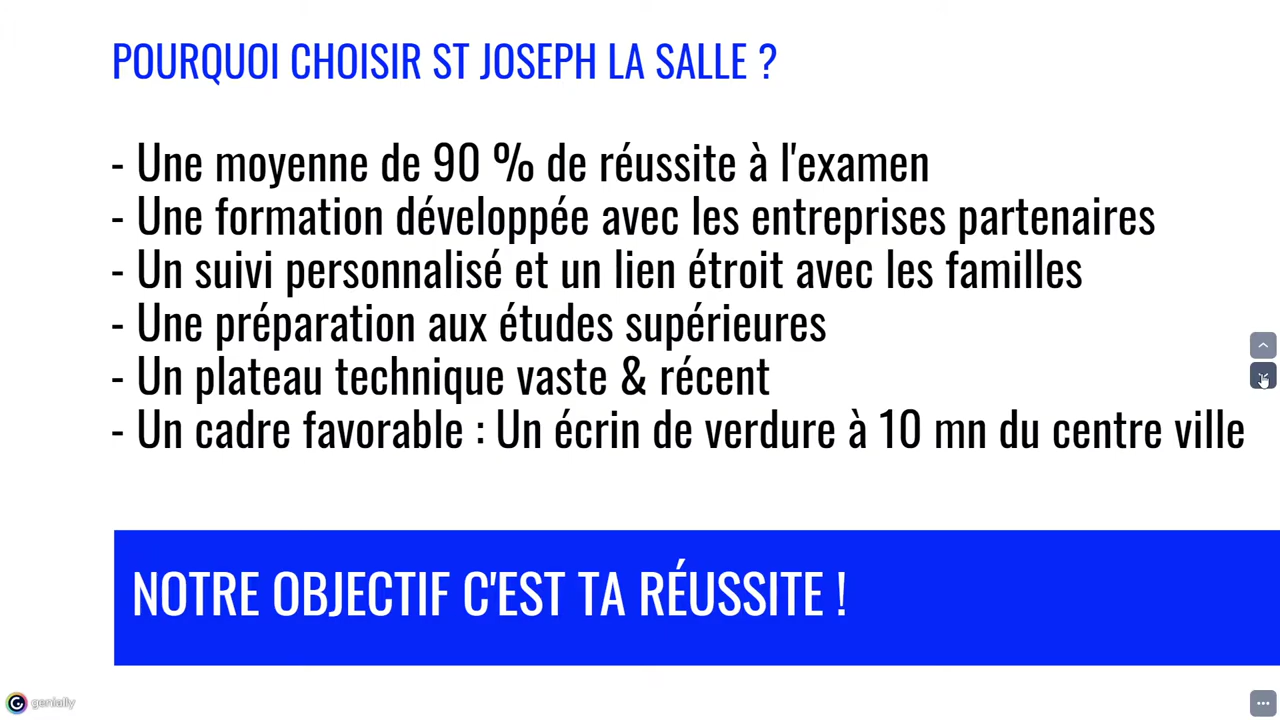 POURQUOI CHOISIR ST JOSEPH LA SALLE ?
- Une moyenne de 90 % de réussite à l'examen
- Une formation développée avec les entreprises partenaires
- Un suivi personnalisé et un lien étroit avec les familles
- Une préparation aux études supérieures
- Un plateau technique vaste & récent
- Un cadre favorable : Un écrin de verdure à 10 mn du centre ville
NOTRE OBJECTIF C'EST TA RÉUSSITE !
genially